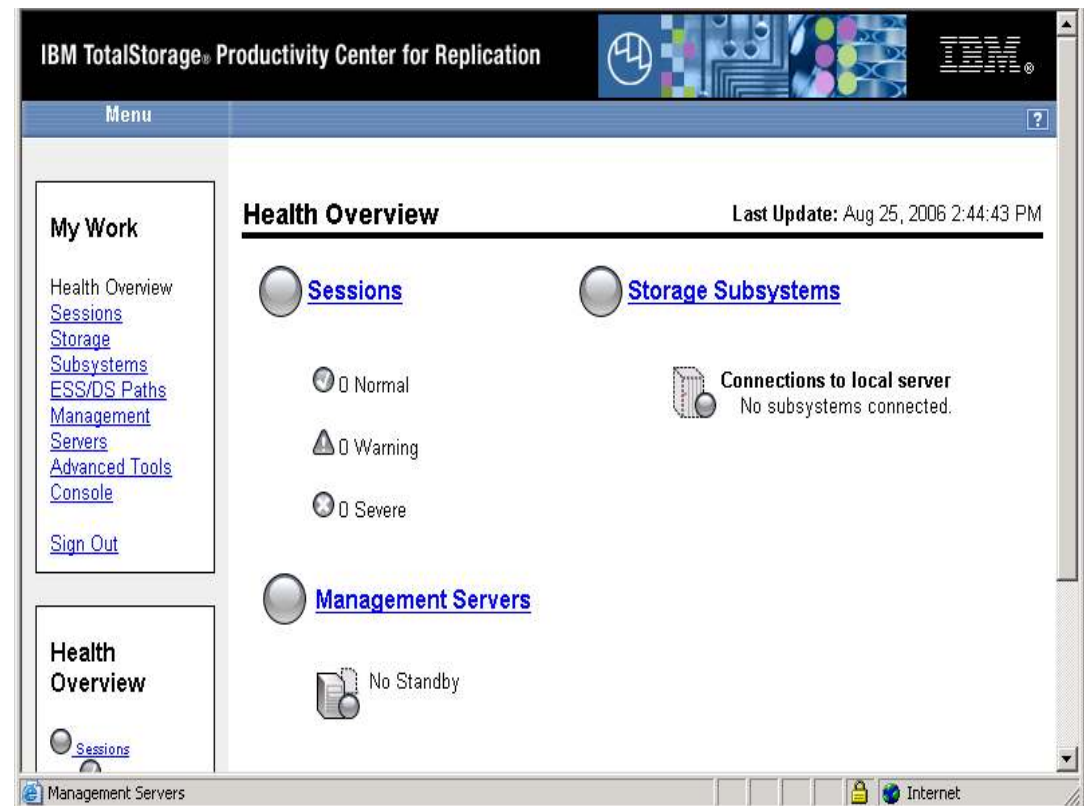 IBM TotalStorage® Productivity Center for Replication
IBM®
Menu
?
My Work
Health Overview
Sessions
Storage
Subsystems
ESS/DS Paths
Management
Servers
Advanced Tools
Console
Sign Out
Health
Overview
Sessions
Health Overview
Last Update: Aug 25, 2006 2:44:43 PM
Sessions
0 Normal
0 Warning
0 Severe
Storage Subsystems
Connections to local server
No subsystems connected.
Management Servers
No Standby
Management Servers
Internet